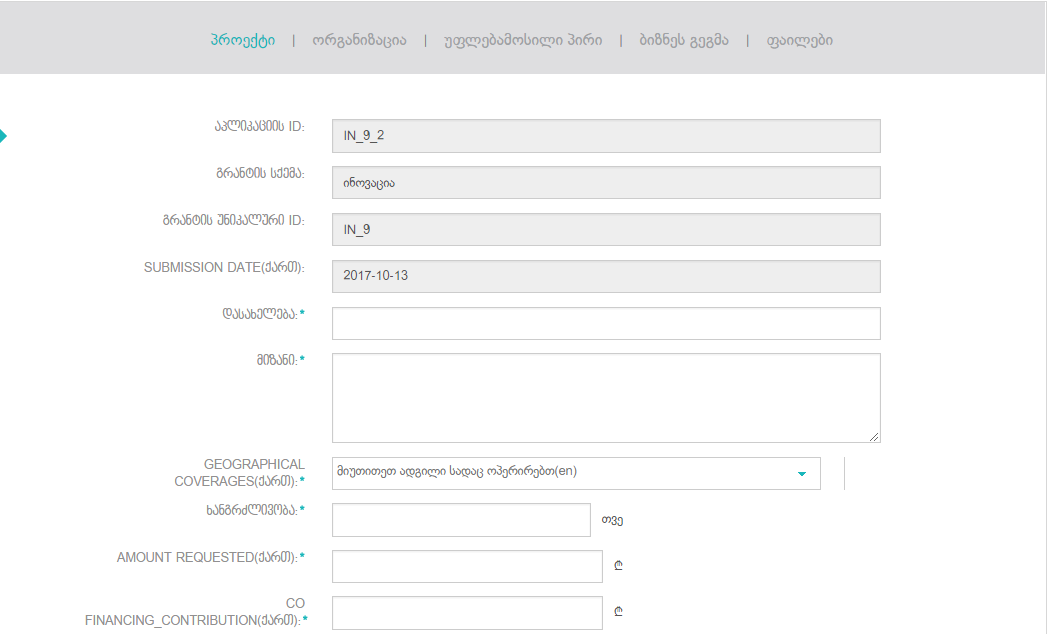 პროექტი | ორგანიზაცია | უფლებამოსილი პირი | ბიზნეს გეგმა | ფაილები
აპლიკაციის ID:
IN_9_2
გრანტის სქემა:
ინოვაცია
გრანტის უნიკალური ID:
IN_9
SUBMISSION DATE(ქართ):
2017-10-13
დასახელება:*
მიზანი:*
GEOGRAPHICAL
COVERAGES(ქართ):*
მიუთითეთ ადგილი სადაც ოპერირებთ(en)
ხანგრძლივობა:*
თვე
AMOUNT REQUESTED(ქართ):*
₾
CO
FINANCING_CONTRIBUTION(ქართ):*
₾